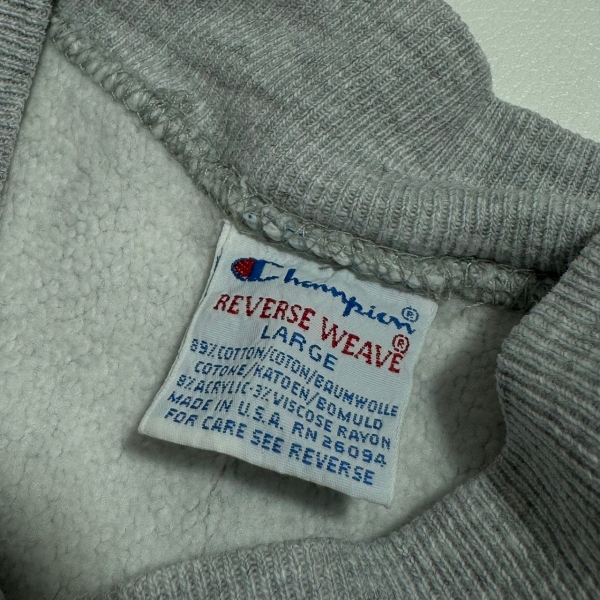 Champion®
REVERSE WEAVE®
LARGE
89% COTTON/COTON/BAUMWOLLE
COTONE/KATOEN/BOMULD
8% ACRYLIC-3% VISCOSE RAYON
MADE IN U.S.A. RN 26094
FOR CARE SEE REVERSE